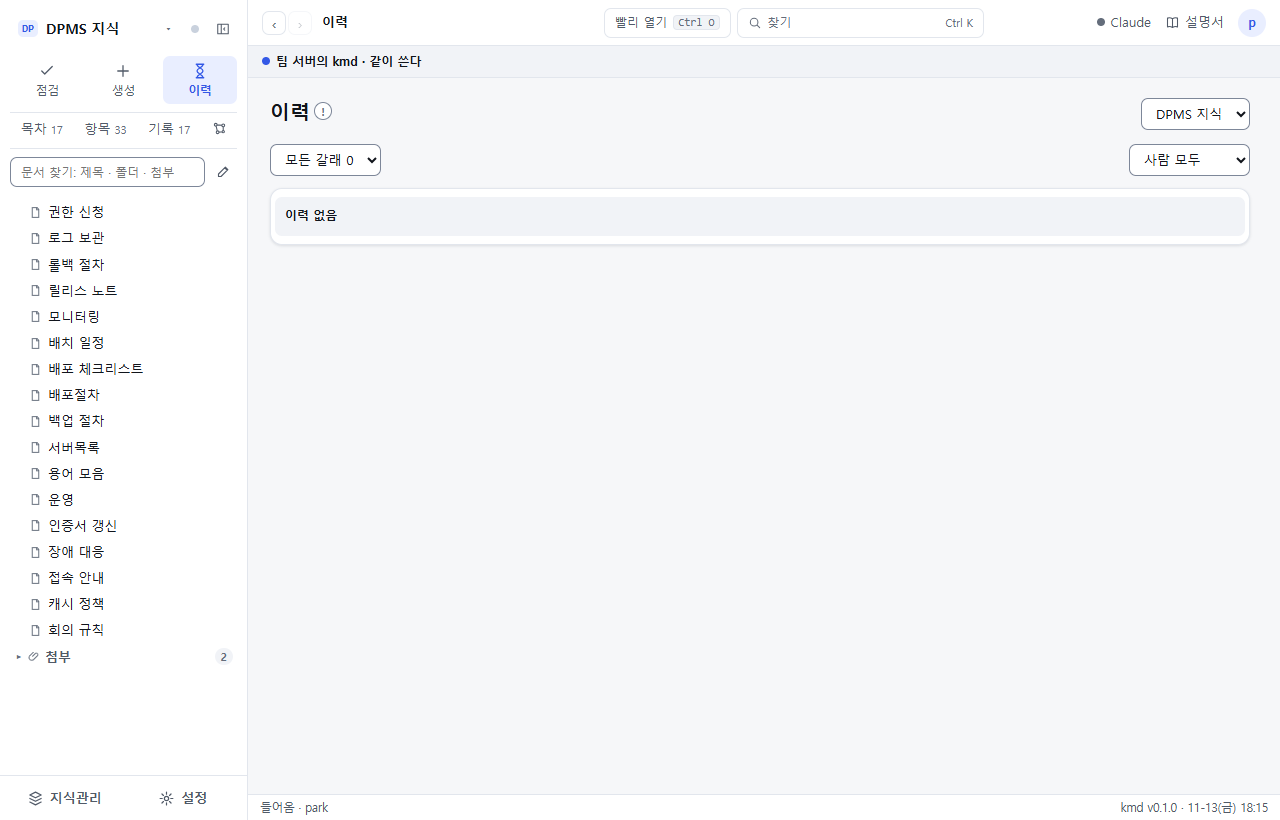 DP DPMS 지식
점검 생성 이력
목차 17 항목 33 기록 17
문서 찾기: 제목 · 폴더 · 첨부
권한 신청
로그 보관
롤백 절차
릴리스 노트
모니터링
배치 일정
배포 체크리스트
배포절차
백업 절차
서버목록
용어 모음
운영
인증서 갱신
장애 대응
접속 안내
캐시 정책
회의 규칙
첨부 2
지식관리 설정
이력 빨리 열기 Ctrl O 찾기 Ctrl K Claude 설명서 p
팀 서버의 kmd · 같이 쓴다
이력 ! DPMS 지식
모든 갈래 0 사람 모두
이력 없음
들어옴 · park kmd v0.1.0 · 11-13(금) 18:15